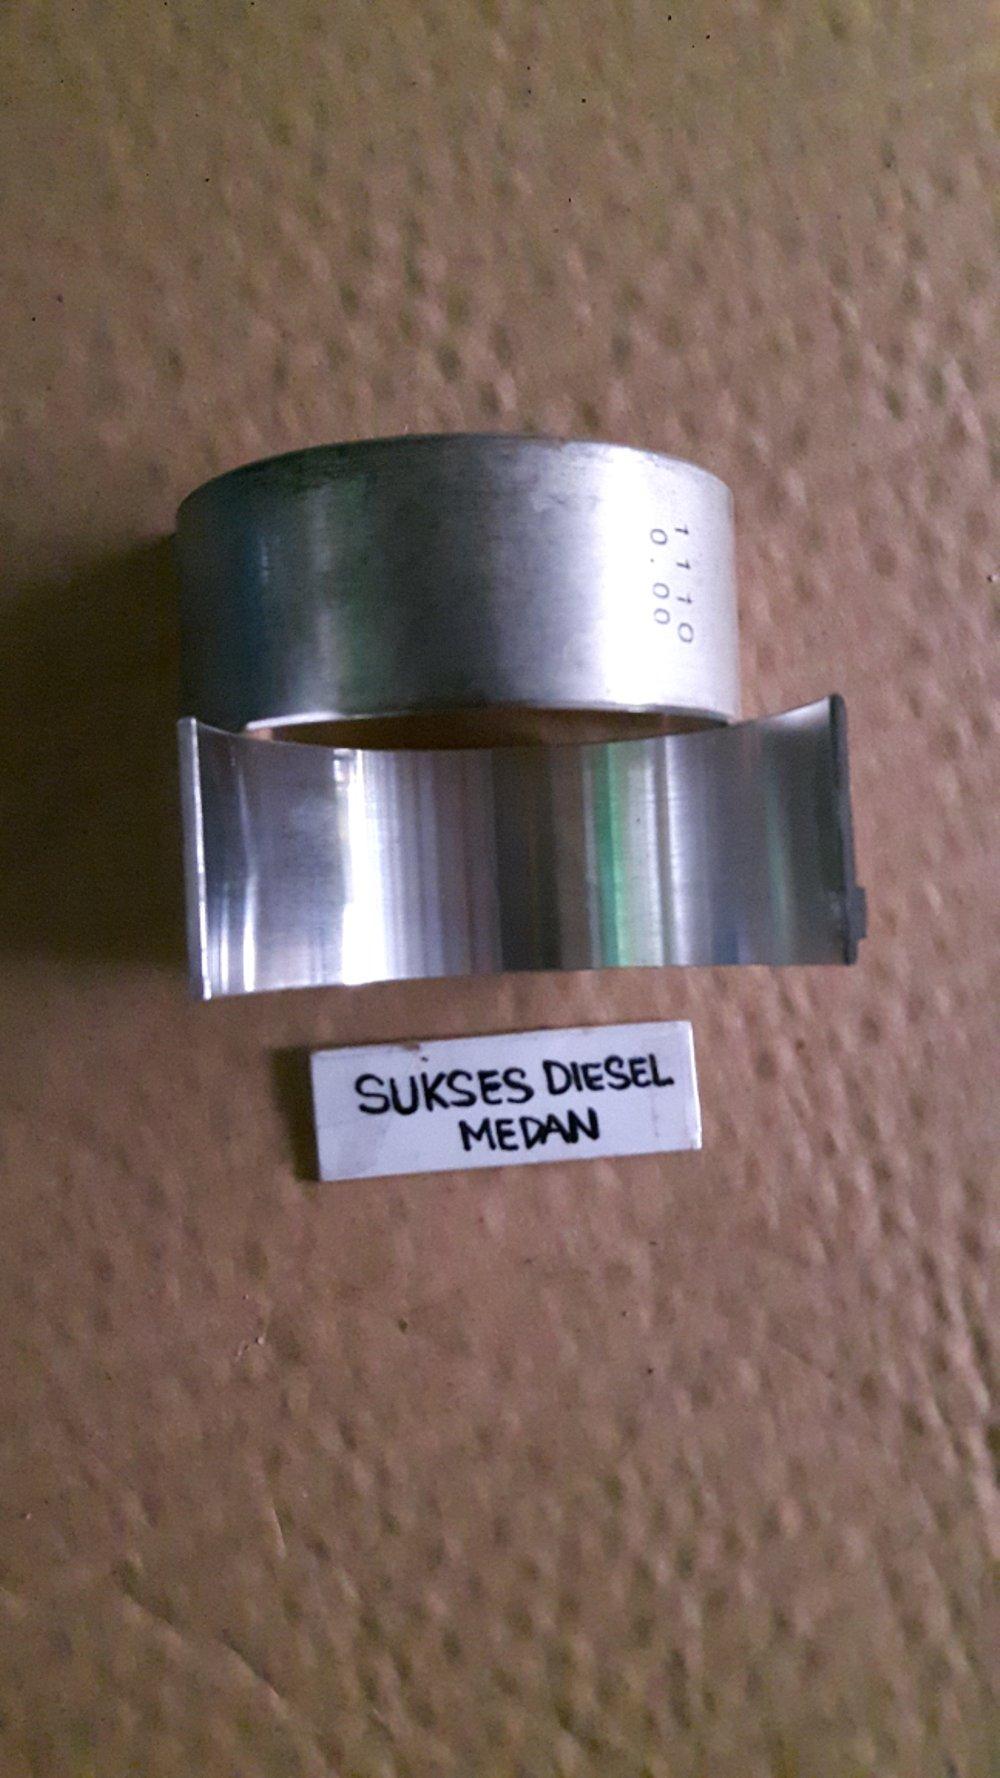 1110
0.00
SUKSES DIESEL
MEDAN